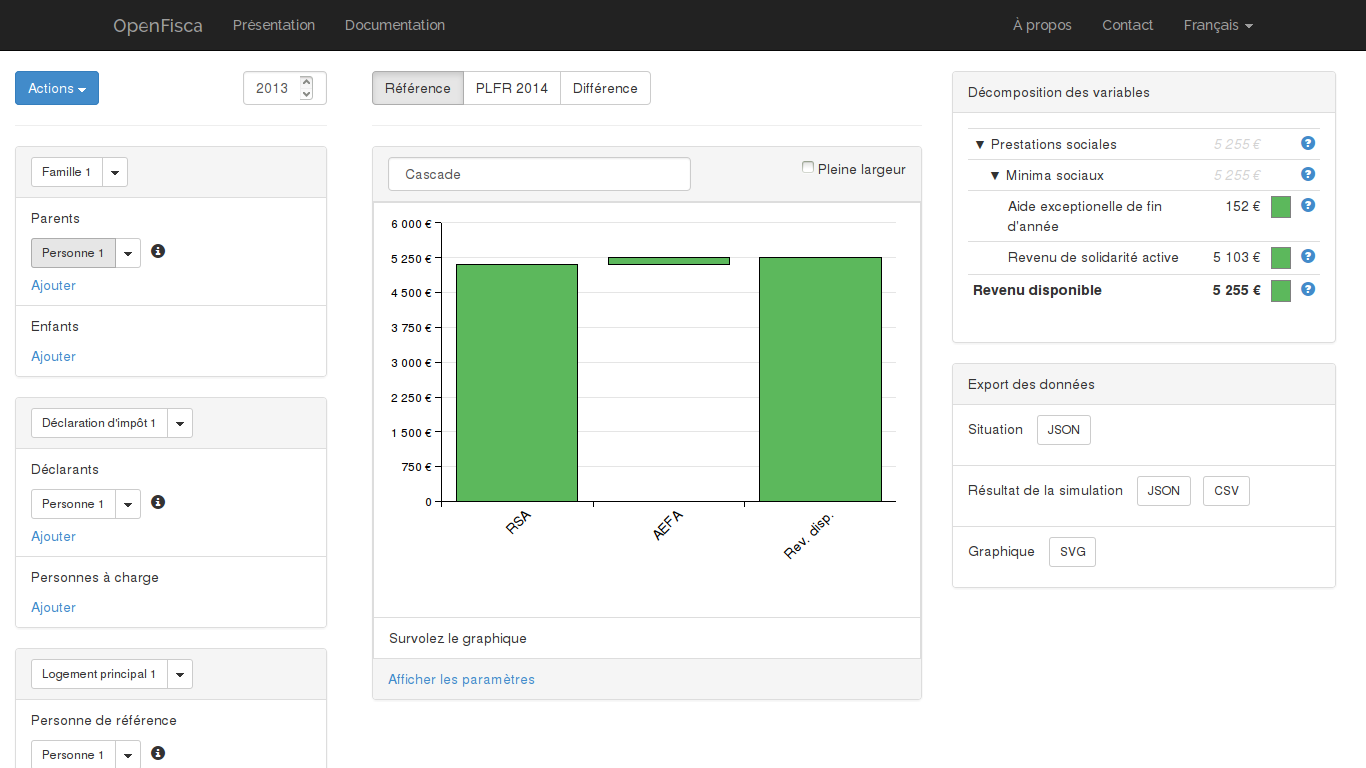 OpenFisca Présentation Documentation À propos Contact Français
Actions
2013
Famille 1
Parents
Personne 1
Ajouter
Enfants
Ajouter
Déclaration d'impôt 1
Déclarants
Personne 1
Ajouter
Personnes à charge
Ajouter
Logement principal 1
Personne de référence
Personne 1
Référence PLFR 2014 Différence
Cascade
Pleine largeur
6 000 €
5 250 €
4 500 €
3 750 €
3 000 €
2 250 €
1 500 €
750 €
0
RSA
AEFA
Rev. disp.
Survolez le graphique
Afficher les paramètres
Décomposition des variables
▼ Prestations sociales 5 255 €
▼ Minima sociaux 5 255 €
Aide exceptionelle de fin 152 €
d'année
Revenu de solidarité active 5 103 €
Revenu disponible 5 255 €
Export des données
Situation JSON
Résultat de la simulation JSON CSV
Graphique SVG